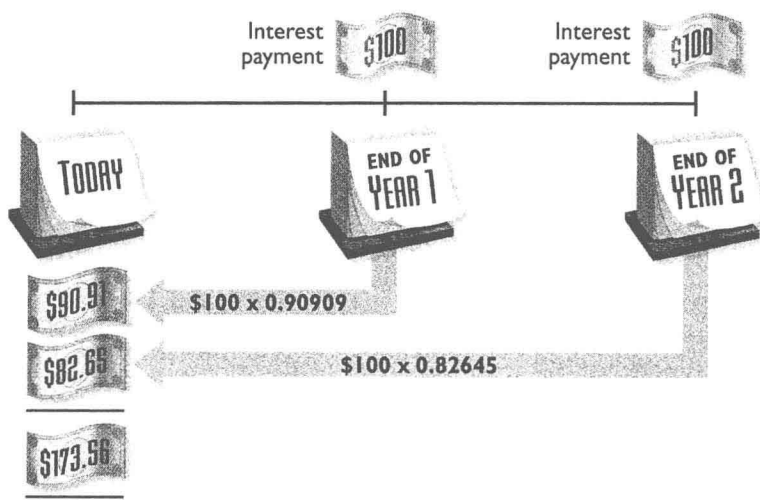 Interest
payment
$100
Interest
payment
$100
TODAY
END OF
YEAR 1
END OF
YEAR 2
$90.91
$100 x 0.90909
$82.65
$100 x 0.82645
$173.56